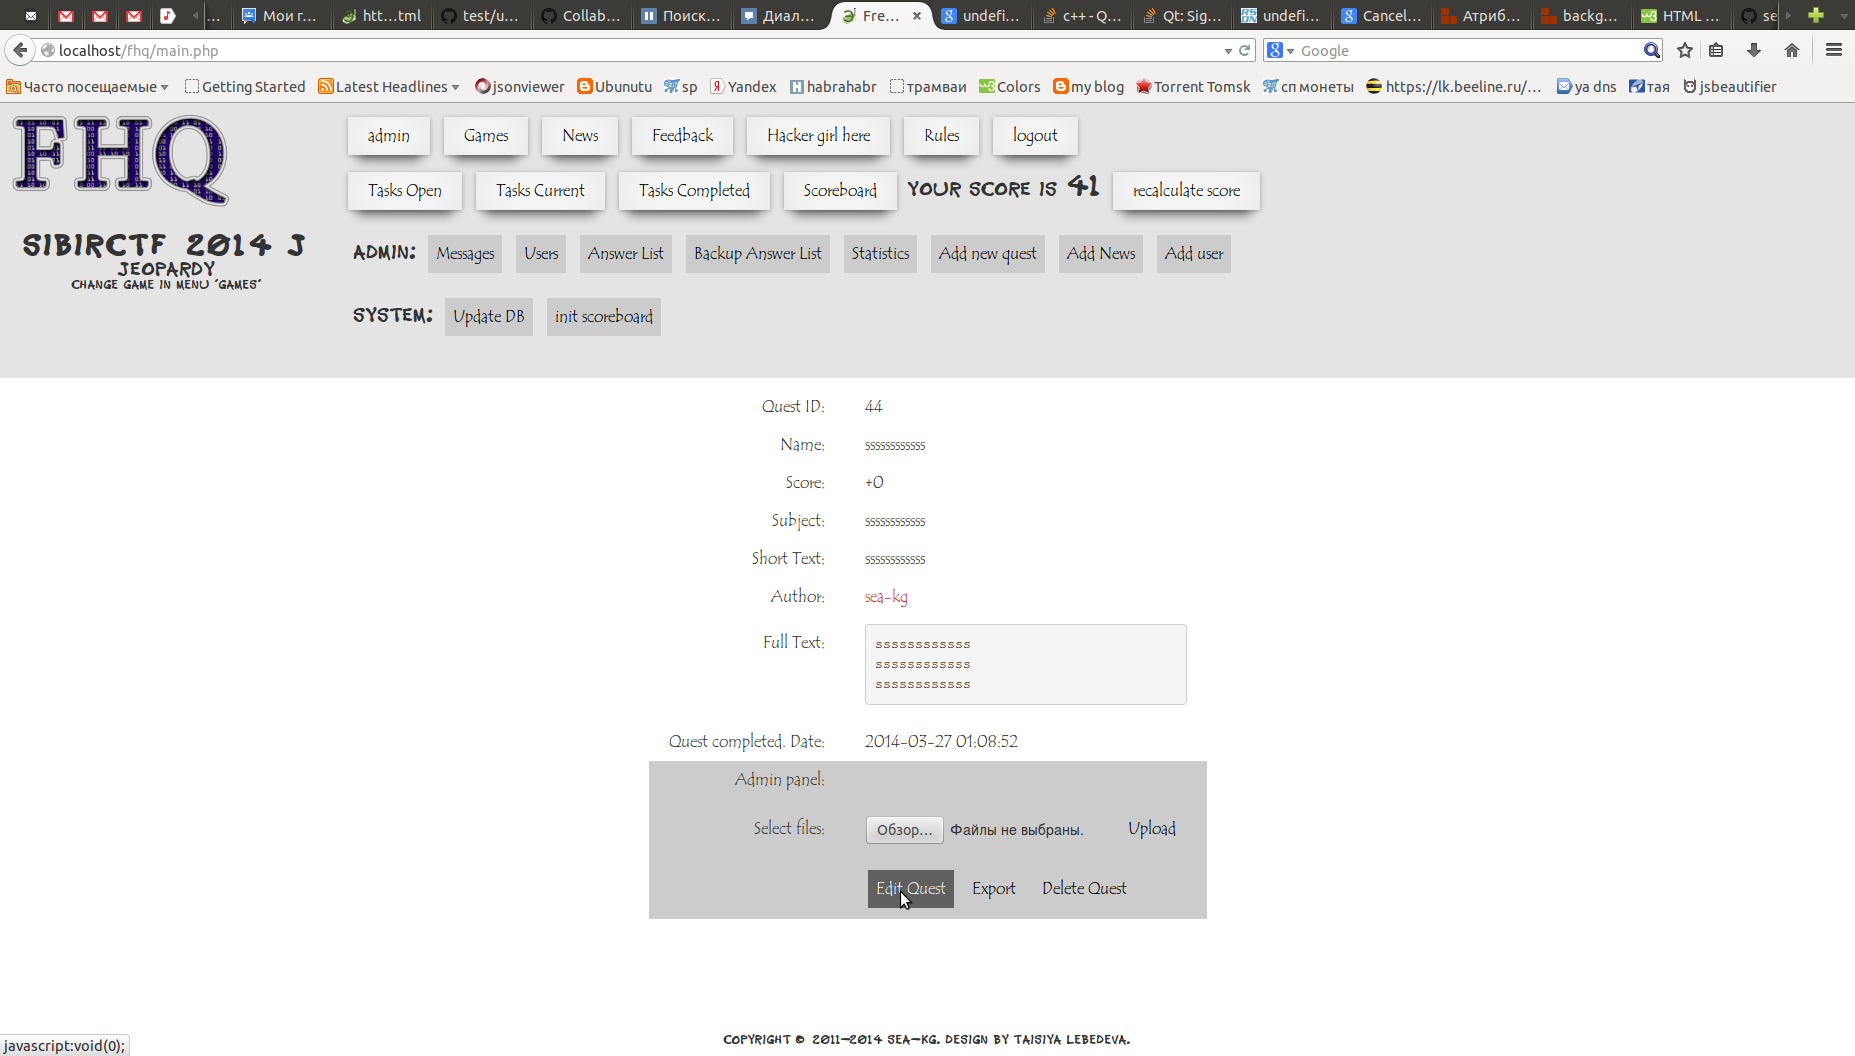 ... Мои г... htt...tml test/u... Collab... Поиск... Диал... Fre... undefi... c++ - Q... Qt: Sig... undefi... Cancel... Атриб... backg... HTML ... se
localhost/fhq/main.php Google
Часто посещаемые Getting Started Latest Headlines jsonviewer Ubunutu sp Yandex habrahabr трамваи Colors my blog Torrent Tomsk сп монеты https://lk.beeline.ru/... ya dns тая jsbeautifier
FHQ
admin Games News Feedback Hacker girl here Rules logout
Tasks Open Tasks Current Tasks Completed Scoreboard YOUR SCORE IS 41 recalculate score
SIBIRCTF 2014 J
JEOPARDY
CHANGE GAME IN MENU "GAMES"
ADMIN: Messages Users Answer List Backup Answer List Statistics Add new quest Add News Add user
SYSTEM: Update DB init scoreboard
Quest ID: 44
Name: ssssssssssss
Score: +0
Subject: ssssssssssss
Short Text: ssssssssssss
Author: sea-kg
Full Text: ssssssssssss
ssssssssssss
ssssssssssss
Quest completed. Date: 2014-03-27 01:08:52
Admin panel:
Select files: Обзор... Файлы не выбраны. Upload
Edit Quest Export Delete Quest
COPYRIGHT © 2011-2014 SEA-KG. DESIGN BY TAISIYA LEBEDEVA.
javascript:void(0);